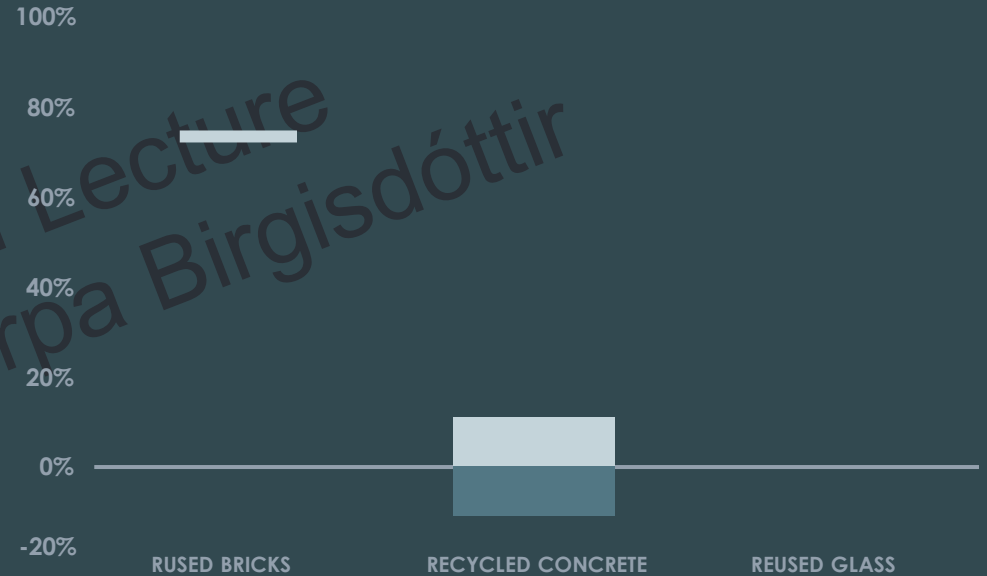 100%
80%
60%
40%
20%
0%
-20%
RUSED BRICKS
RECYCLED CONCRETE
REUSED GLASS
Lecture
Birgisdóttir